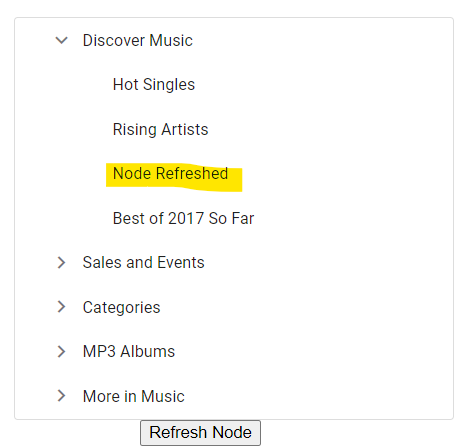 Discover Music
Hot Singles
Rising Artists
Node Refreshed
Best of 2017 So Far
Sales and Events
Categories
MP3 Albums
More in Music
Refresh Node